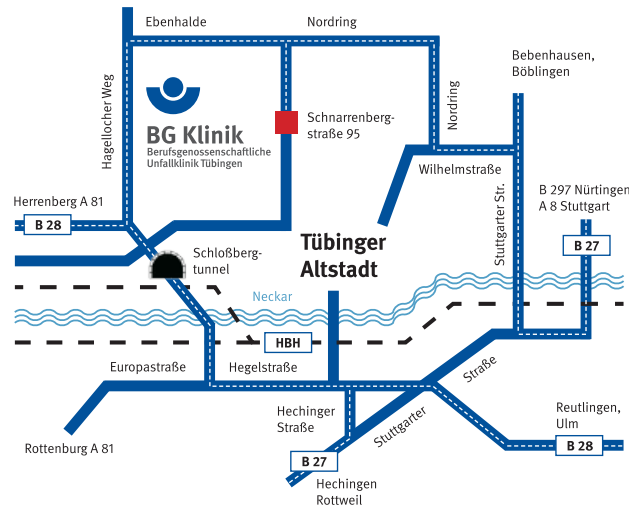 Ebenhalde
Nordring
Bebenhausen,
Böblingen
Hagellocher Weg
Nordring
BG Klinik
Berufsgenossenschaftliche
Unfallklinik Tübingen
Schnarrenberg-
straße 95
Wilhelmstraße
B 297 Nürtingen
A 8 Stuttgart
Herrenberg A 81
B 28
Stuttgarter Str.
B 27
Schloßberg-
tunnel
Tübinger
Altstadt
Neckar
HBH
Europastraße
Hegelstraße
Straße
Stuttgarter
Hechinger
Straße
Reutlingen,
Ulm
B 28
Rottenburg A 81
B 27
Hechingen
Rottweil